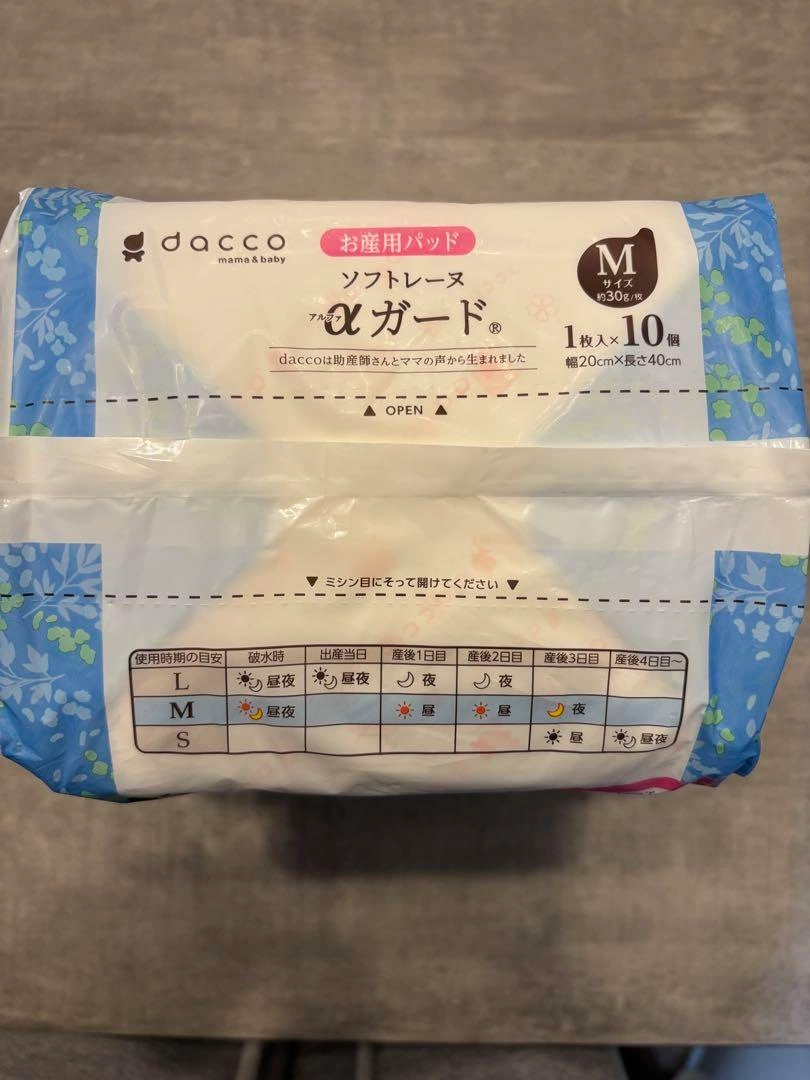 dacco
mama & baby
お産用パッド
ソフトレーヌ
アルファ
αガード®
daccoは助産師さんとママの声から生まれました
M
サイズ
約30g/枚
1枚入×10個
幅20cm×長さ40cm
▲ OPEN ▲
▼ ミシン目にそって開けてください ▼
使用時期の目安 破水時 出産当日 産後1日目 産後2日目 産後3日目 産後4日目～
L 昼夜 昼夜 夜 夜
M 昼夜 昼 昼 夜
S 昼 昼夜